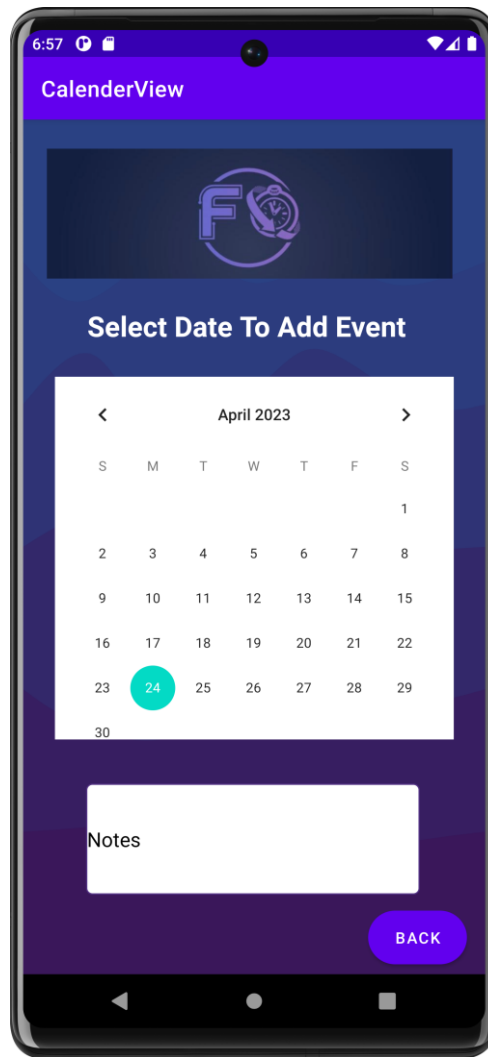 6:57
CalenderView
F
Select Date To Add Event
April 2023
S M T W T F S
1
2 3 4 5 6 7 8
9 10 11 12 13 14 15
16 17 18 19 20 21 22
23 24 25 26 27 28 29
30
Notes
BACK